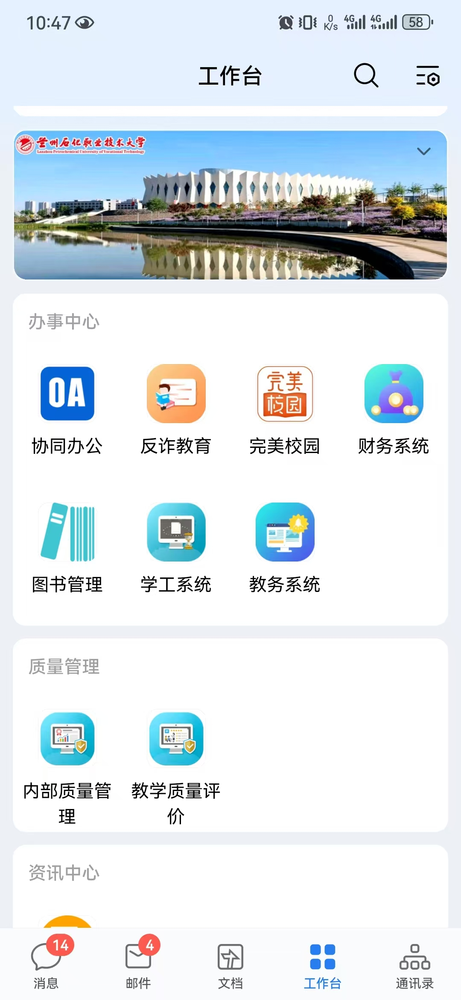 10:47
0
K/s
4G
4G
58
工作台
兰州石化职业技术大学
Lanzhou Petrochemical University of Vocational Technology
办事中心
OA
完美
校园
协同办公
反诈教育
完美校园
财务系统
图书管理
学工系统
教务系统
质量管理
内部质量管
理
教学质量评
价
资讯中心
14
4
消息
邮件
文档
工作台
通讯录